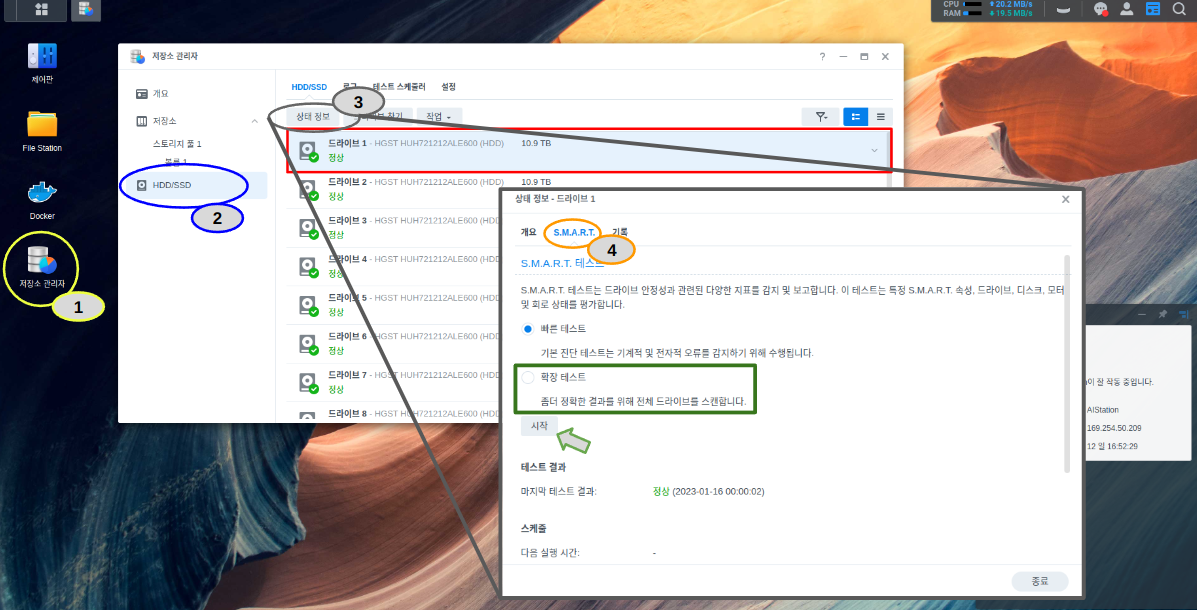 CPU
20.2 MB/s
RAM
19.5 MB/s
제어판
File Station
Docker
저장소 관리자
1
저장소 관리자
?
개요
저장소
스토리지 풀 1
볼륨 1
HDD/SSD
2
HDD/SSD
로그
테스트 스케줄러
설정
3
상태 정보
작업
드라이브 1 - HGST HUH721212ALE600 (HDD) 10.9 TB
정상
드라이브 2 - HGST HUH721212ALE600 (HDD) 10.9 TB
정상
드라이브 3 - HGST HUH721212ALE600 (HDD
정상
드라이브 4 - HGST HUH721212ALE600 (HDD
정상
드라이브 5 - HGST HUH721212ALE600 (HDD
정상
드라이브 6 - HGST HUH721212ALE600 (HDD
정상
드라이브 7 - HGST HUH721212ALE600 (HDD
정상
드라이브 8 - HGST HUH721212ALE600 (HDD
상태 정보 - 드라이브 1
개요
S.M.A.R.T.
기록
4
S.M.A.R.T. 테스트
S.M.A.R.T. 테스트는 드라이브 안정성과 관련된 다양한 지표를 감지 및 보고합니다. 이 테스트는 특정 S.M.A.R.T. 속성, 드라이브, 디스크, 모터
및 회로 상태를 평가합니다.
빠른 테스트
기본 진단 테스트는 기계적 및 전자적 오류를 감지하기 위해 수행됩니다.
확장 테스트
좀더 정확한 결과를 위해 전체 드라이브를 스캔합니다.
시작
테스트 결과
마지막 테스트 결과: 정상 (2023-01-16 00:00:02)
스케줄
다음 실행 시간: -
종료
이 잘 작동 중입니다.
AIStation
169.254.50.209
12 일 16:52:29